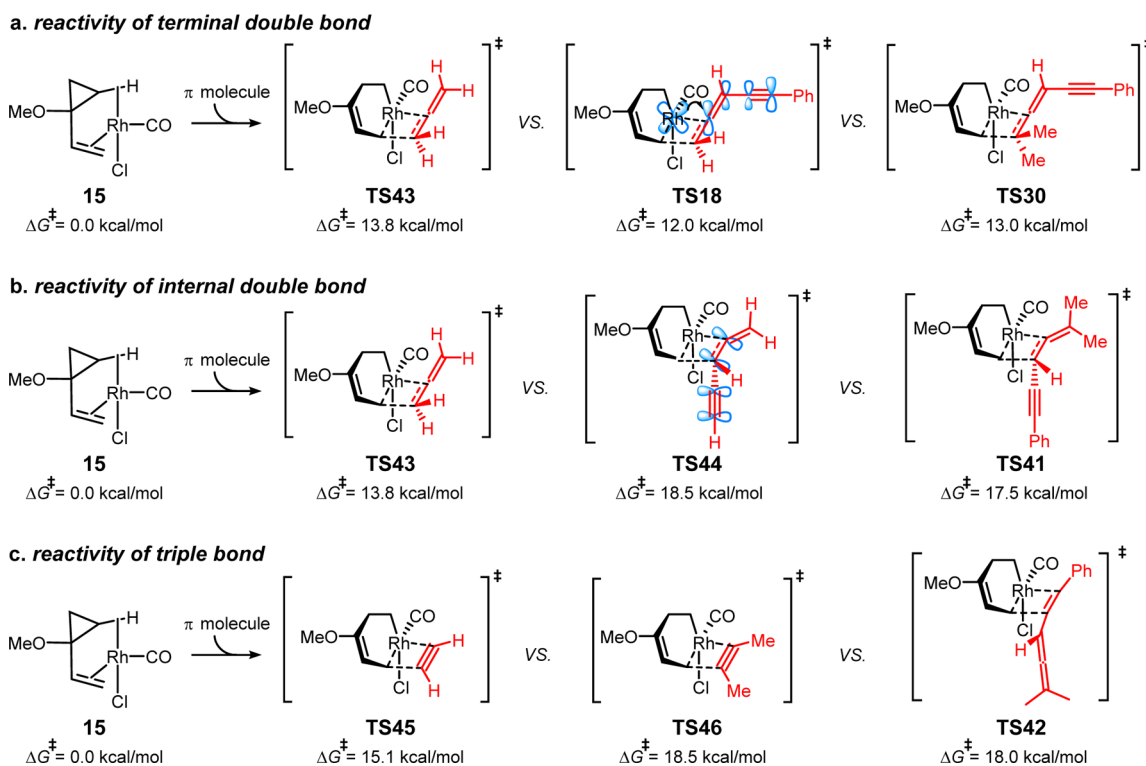 a. reactivity of terminal double bond
MeO H Rh CO Cl
π molecule
MeO Rh CO Cl H H H H ‡
VS.
MeO Rh CO Cl H H H Ph ‡
VS.
MeO Rh CO Cl H Me Me Ph ‡
15 TS43 TS18 TS30
ΔG‡= 0.0 kcal/mol ΔG‡= 13.8 kcal/mol ΔG‡= 12.0 kcal/mol ΔG‡= 13.0 kcal/mol
b. reactivity of internal double bond
MeO H Rh CO Cl
π molecule
MeO Rh CO Cl H H H H ‡
VS.
MeO Rh CO Cl H H H H ‡
VS.
MeO Rh CO Cl Me Me H Ph ‡
15 TS43 TS44 TS41
ΔG‡= 0.0 kcal/mol ΔG‡= 13.8 kcal/mol ΔG‡= 18.5 kcal/mol ΔG‡= 17.5 kcal/mol
c. reactivity of triple bond
MeO H Rh CO Cl
π molecule
MeO Rh CO Cl H H ‡
VS.
MeO Rh CO Cl Me Me ‡
VS.
MeO Rh CO Cl H Ph ‡
15 TS45 TS46 TS42
ΔG‡= 0.0 kcal/mol ΔG‡= 15.1 kcal/mol ΔG‡= 18.5 kcal/mol ΔG‡= 18.0 kcal/mol